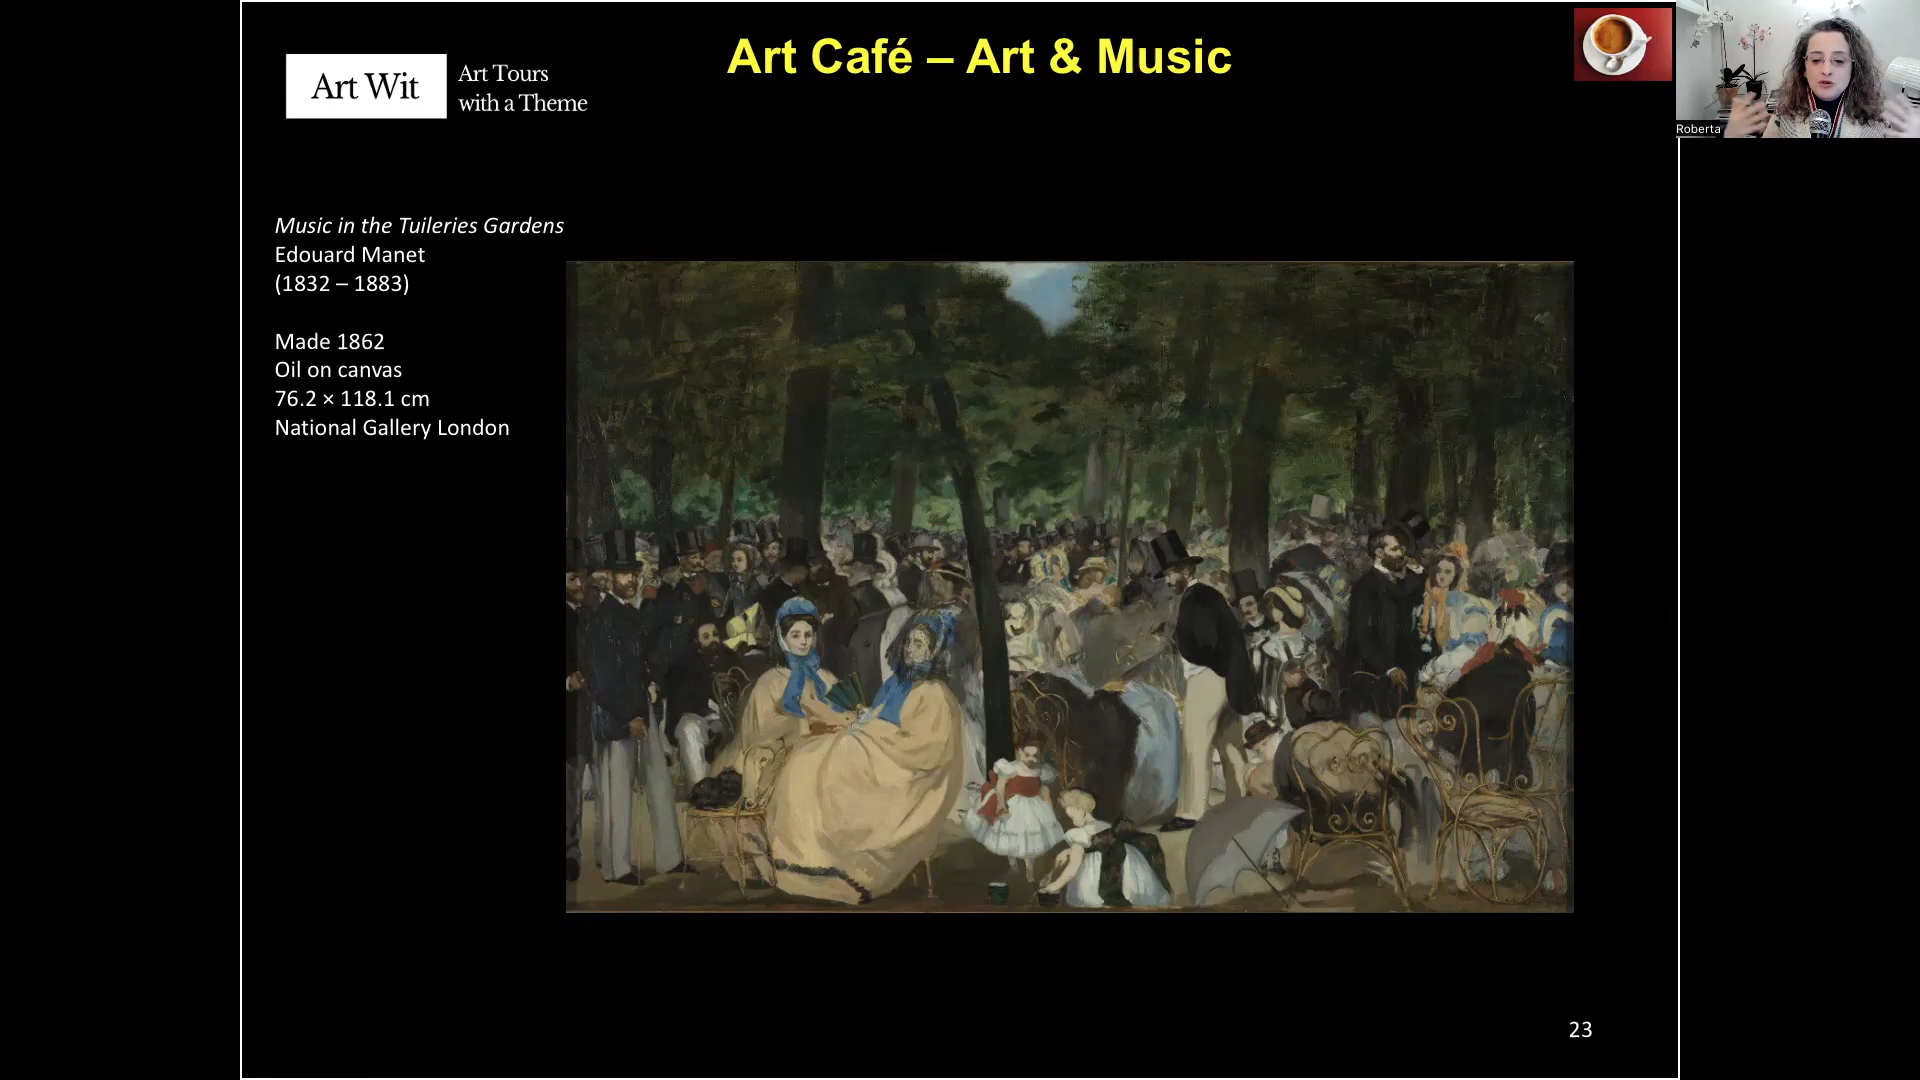 Art Café – Art & Music
Art Wit
Art Tours
with a Theme
Roberta
Music in the Tuileries Gardens
Edouard Manet
(1832 – 1883)
Made 1862
Oil on canvas
76.2 × 118.1 cm
National Gallery London
23